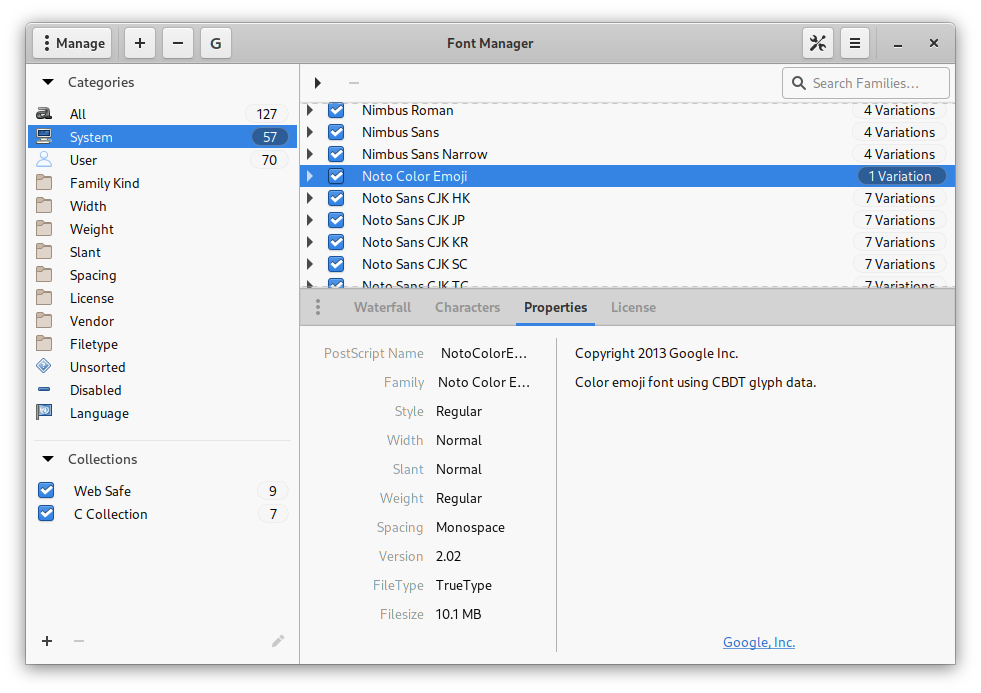 Manage
G
Font Manager
Categories
All 127
System 57
User 70
Family Kind
Width
Weight
Slant
Spacing
License
Vendor
Filetype
Unsorted
Disabled
Language
Collections
Web Safe 9
C Collection 7
Search Families...
Nimbus Roman 4 Variations
Nimbus Sans 4 Variations
Nimbus Sans Narrow 4 Variations
Noto Color Emoji 1 Variation
Noto Sans CJK HK 7 Variations
Noto Sans CJK JP 7 Variations
Noto Sans CJK KR 7 Variations
Noto Sans CJK SC 7 Variations
Noto Sans CJK TC 7 Variations
Waterfall Characters Properties License
PostScript Name NotoColorE...
Family Noto Color E...
Style Regular
Width Normal
Slant Normal
Weight Regular
Spacing Monospace
Version 2.02
FileType TrueType
Filesize 10.1 MB
Copyright 2013 Google Inc.
Color emoji font using CBDT glyph data.
Google, Inc.